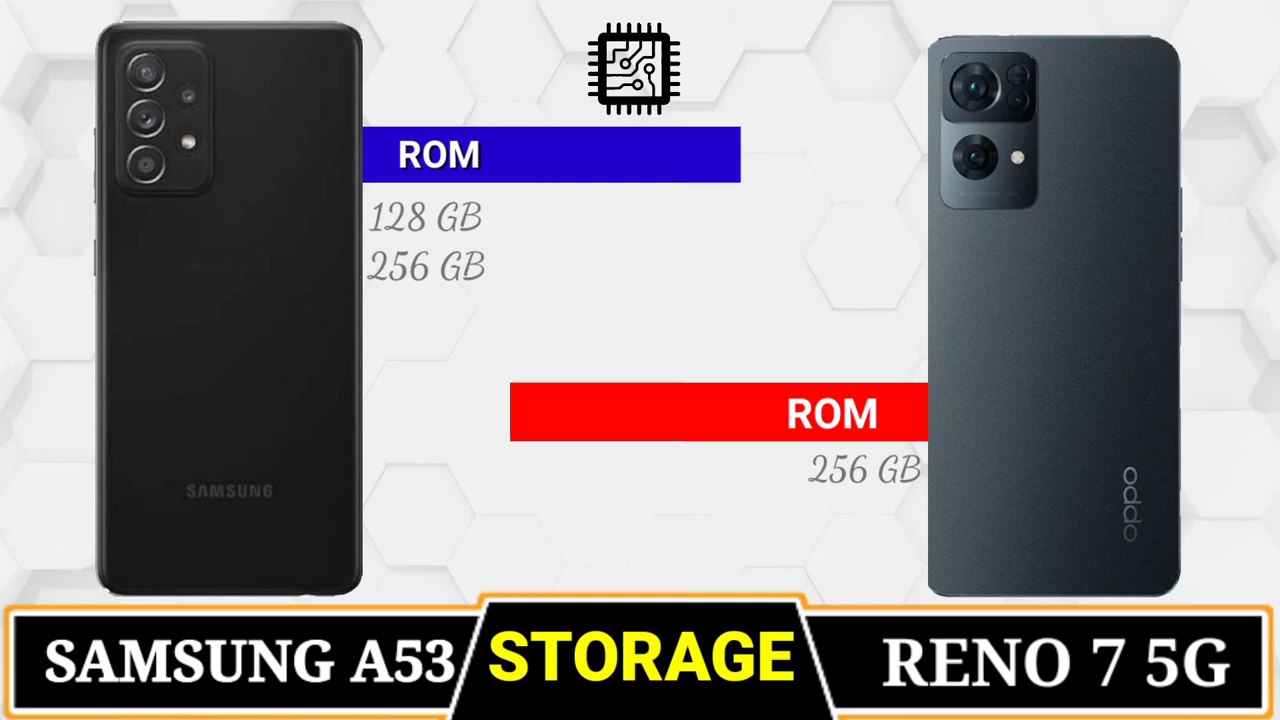 ROM
128 GB
256 GB
ROM
256 GB
SAMSUNG
oppo
SAMSUNG A53
STORAGE
RENO 7 5G